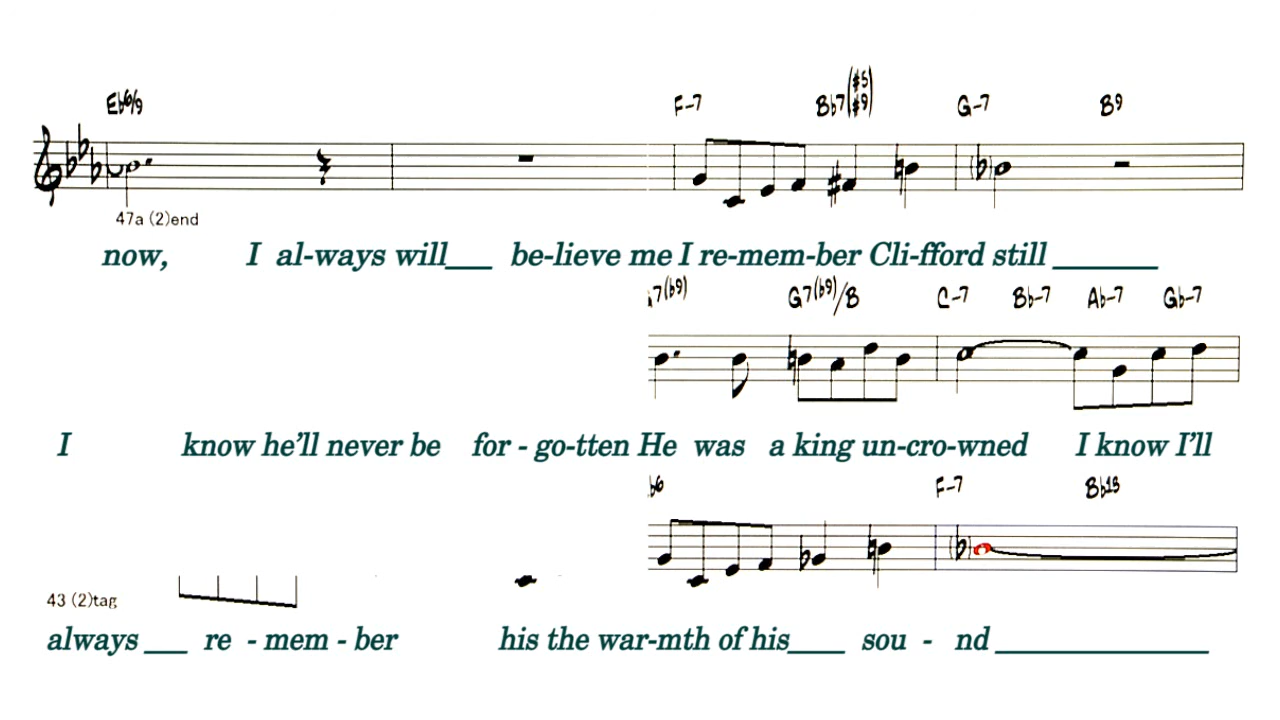 Eb6/9 F-7 Bb7(#5 #9) G-7 B9
47a (2)end
now, I al-ways will___ be-lieve me I re-mem-ber Cli-fford still _______
7(b9) G7(b9)/B C-7 Bb-7 Ab-7 Gb-7
I know he'll never be for - go-tten He was a king un-cro-wned I know I'll
b6 F-7 Bb13
43 (2)tag
always ___ re - mem - ber his the war-mth of his____ sou - nd _______________